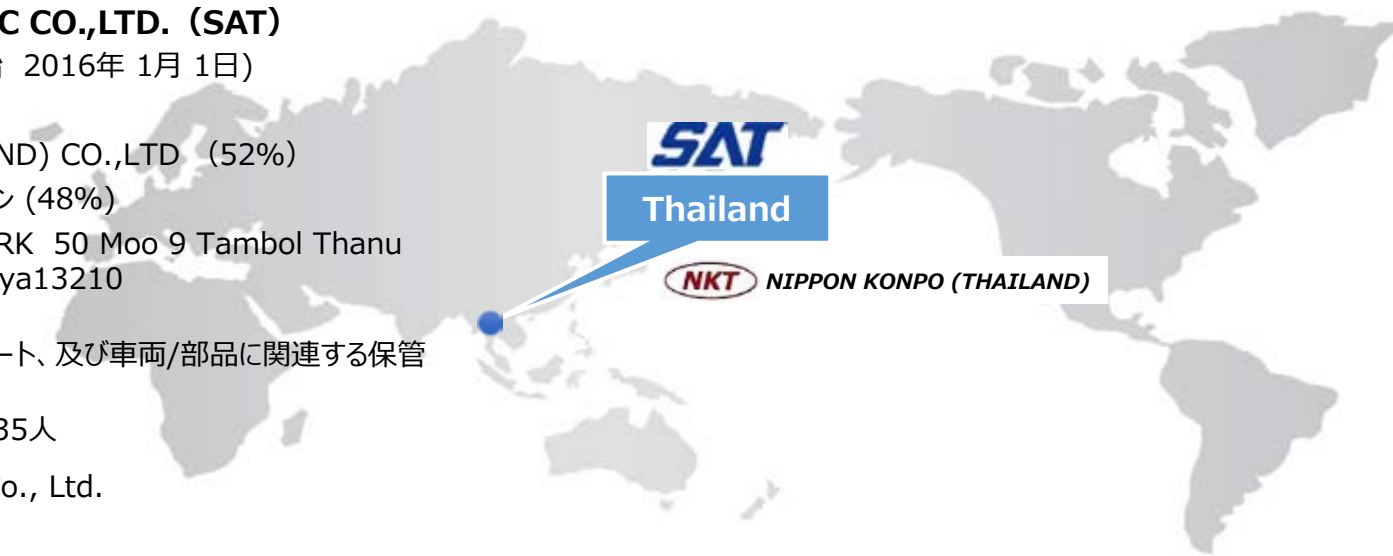 C CO.,LTD.（SAT）
2016年 1月 1日)
ND) CO.,LTD （52%）
ン (48%)
RK 50 Moo 9 Tambol Thanu
ya13210
ート、及び車両/部品に関連する保管
35人
o., Ltd.
SAT
Thailand
NKT NIPPON KONPO (THAILAND)